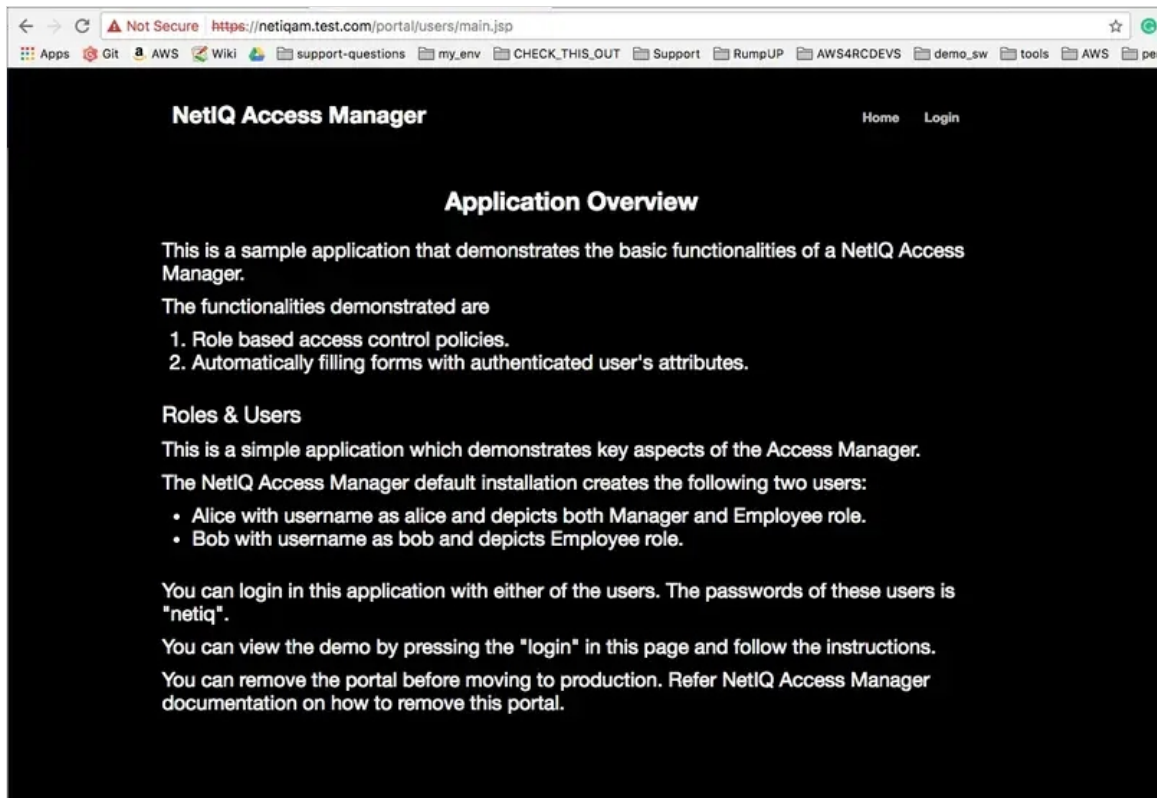 Not Secure https://netiqam.test.com/portal/users/main.jsp
Apps Git AWS Wiki support-questions my_env CHECK_THIS_OUT Support RumpUP AWS4RCDEVS demo_sw tools AWS
NetIQ Access Manager Home Login
Application Overview
This is a sample application that demonstrates the basic functionalities of a NetIQ Access
Manager.
The functionalities demonstrated are
1. Role based access control policies.
2. Automatically filling forms with authenticated user's attributes.
Roles & Users
This is a simple application which demonstrates key aspects of the Access Manager.
The NetIQ Access Manager default installation creates the following two users:
• Alice with username as alice and depicts both Manager and Employee role.
• Bob with username as bob and depicts Employee role.
You can login in this application with either of the users. The passwords of these users is
"netiq".
You can view the demo by pressing the "login" in this page and follow the instructions.
You can remove the portal before moving to production. Refer NetIQ Access Manager
documentation on how to remove this portal.